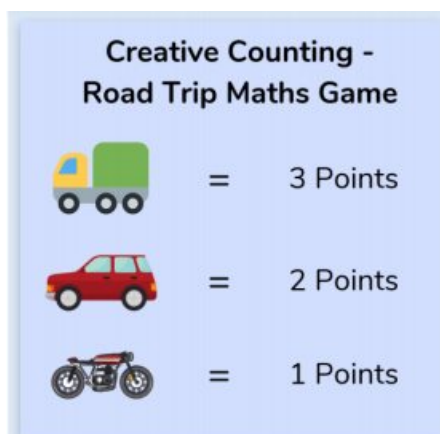 Creative Counting -
Road Trip Maths Game
= 3 Points
= 2 Points
= 1 Points